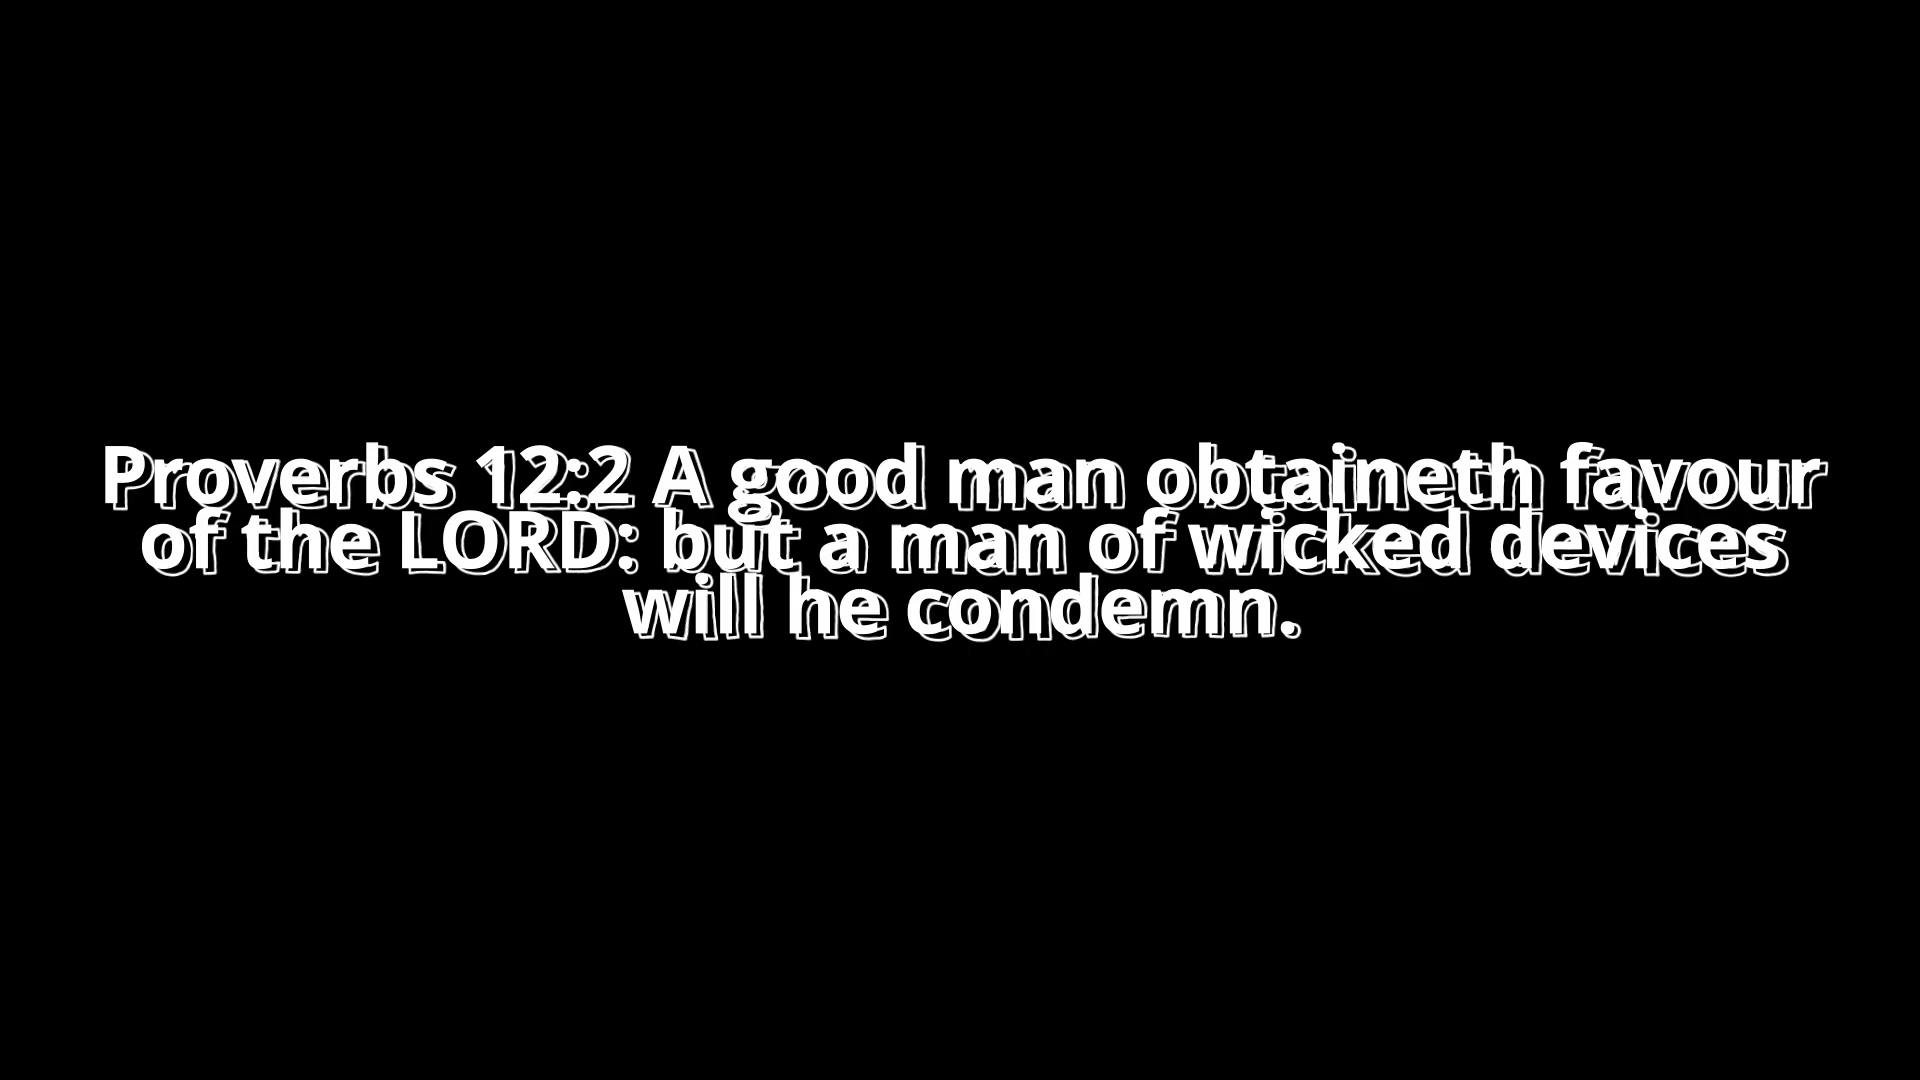 Proverbs 12:2 A good man obtaineth favour
of the LORD: but a man of wicked devices
will he condemn.